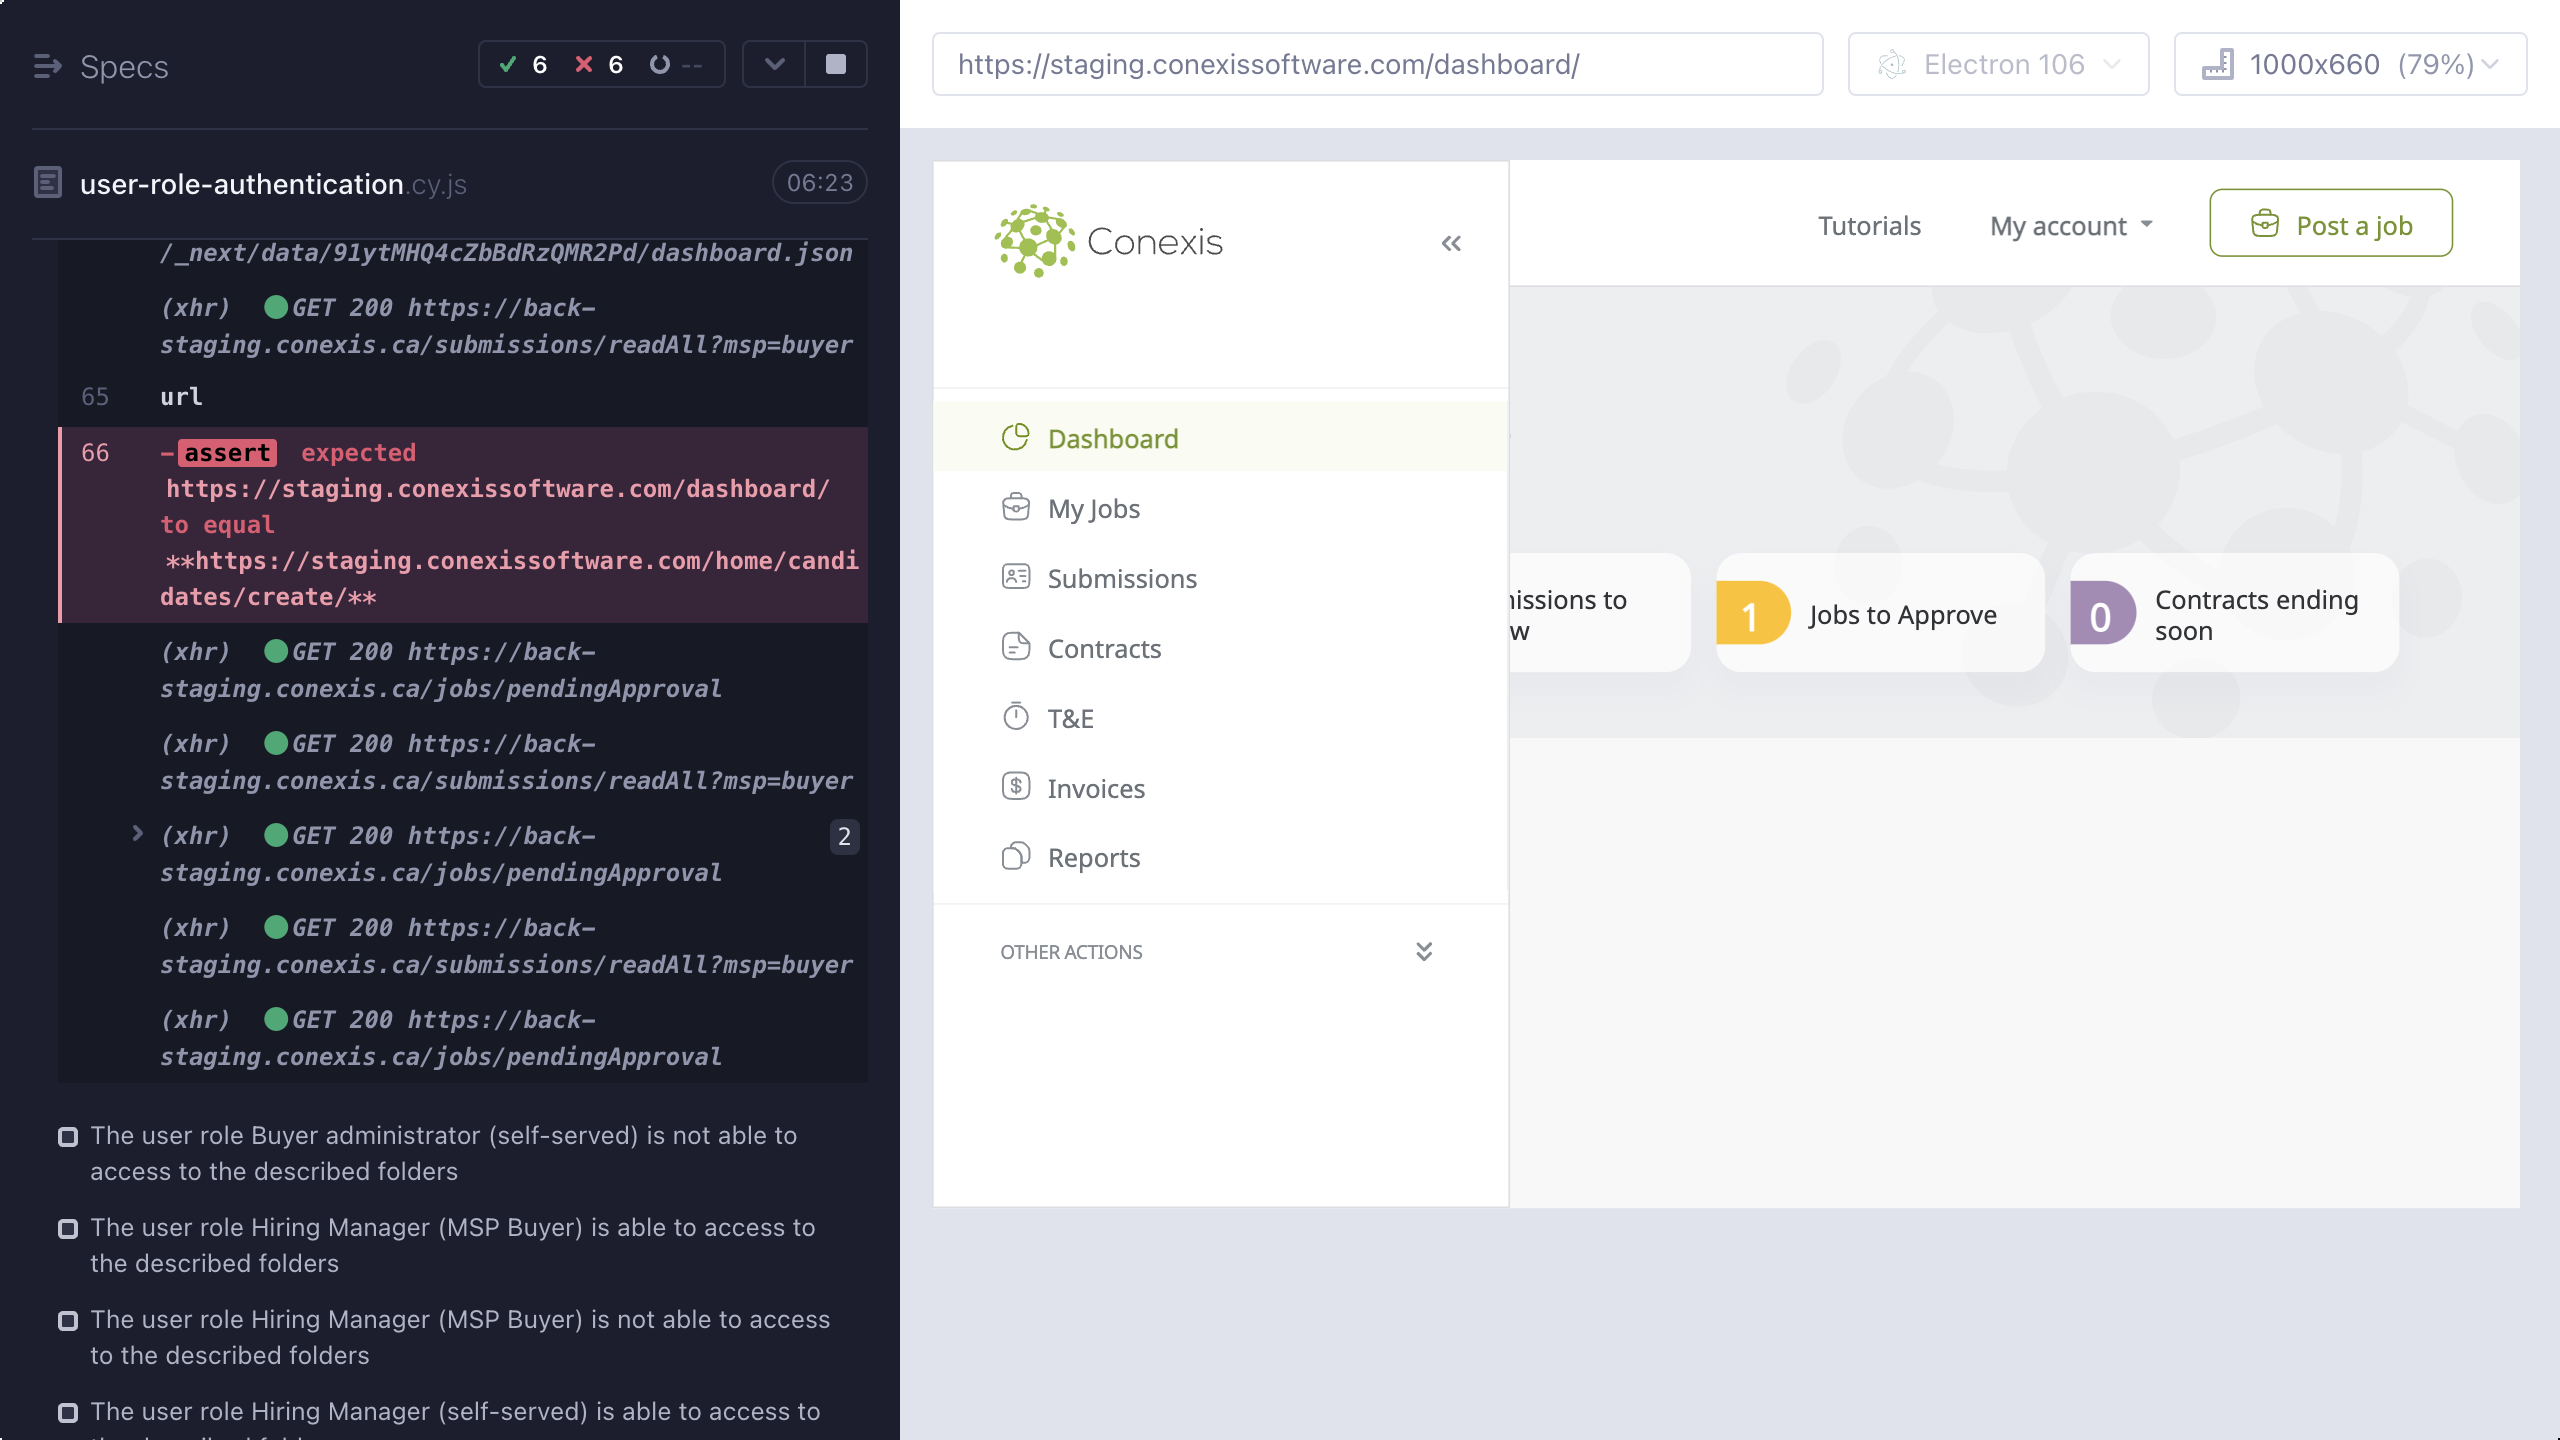 Specs
6 6 --
user-role-authentication.cy.js 06:23
/_next/data/91ytMHQ4cZbBdRzQMR2Pd/dashboard.json
(xhr) GET 200 https://back-
staging.conexis.ca/submissions/readAll?msp=buyer
65 url
66 -assert expected
https://staging.conexissoftware.com/dashboard/
to equal
**https://staging.conexissoftware.com/home/candi
dates/create/**
(xhr) GET 200 https://back-
staging.conexis.ca/jobs/pendingApproval
(xhr) GET 200 https://back-
staging.conexis.ca/submissions/readAll?msp=buyer
(xhr) GET 200 https://back- 2
staging.conexis.ca/jobs/pendingApproval
(xhr) GET 200 https://back-
staging.conexis.ca/submissions/readAll?msp=buyer
(xhr) GET 200 https://back-
staging.conexis.ca/jobs/pendingApproval
The user role Buyer administrator (self-served) is not able to
access to the described folders
The user role Hiring Manager (MSP Buyer) is able to access to
the described folders
The user role Hiring Manager (MSP Buyer) is not able to access
to the described folders
The user role Hiring Manager (self-served) is able to access to
https://staging.conexissoftware.com/dashboard/
Electron 106
1000x660 (79%)
Conexis
Tutorials
My account
Post a job
Dashboard
My Jobs
Submissions
Contracts
T&E
Invoices
Reports
OTHER ACTIONS
issions to
w
1 Jobs to Approve
0 Contracts ending
soon